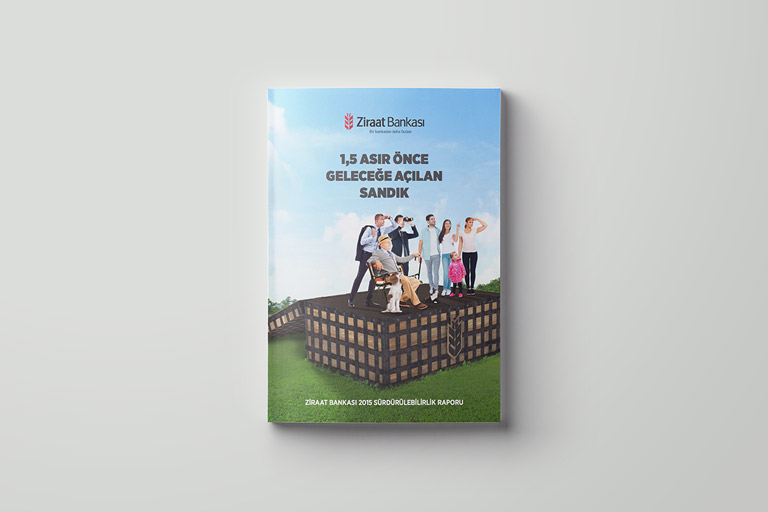 Ziraat Bankası
Bir bankadan daha fazlası
1,5 ASIR ÖNCE
GELECEĞE AÇILAN
SANDIK
ZİRAAT BANKASI 2015 SÜRDÜRÜLEBİLİRLİK RAPORU